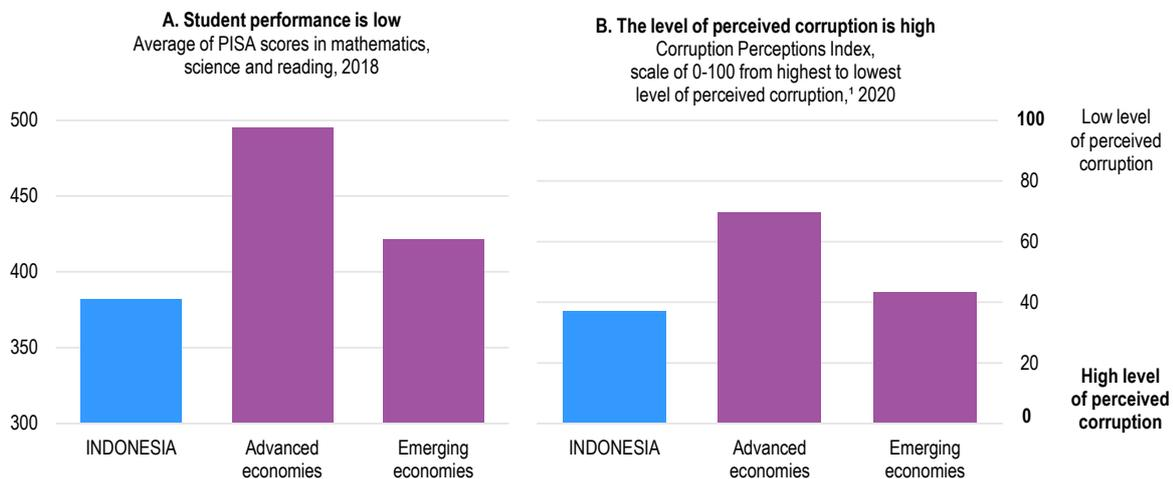 A. Student performance is low
Average of PISA scores in mathematics,
science and reading, 2018
500
450
400
350
300
INDONESIA
Advanced
economies
Emerging
economies
B. The level of perceived corruption is high
Corruption Perceptions Index,
scale of 0-100 from highest to lowest
level of perceived corruption,¹ 2020
100
80
60
40
20
0
Low level
of perceived
corruption
High level
of perceived
corruption
INDONESIA
Advanced
economies
Emerging
economies